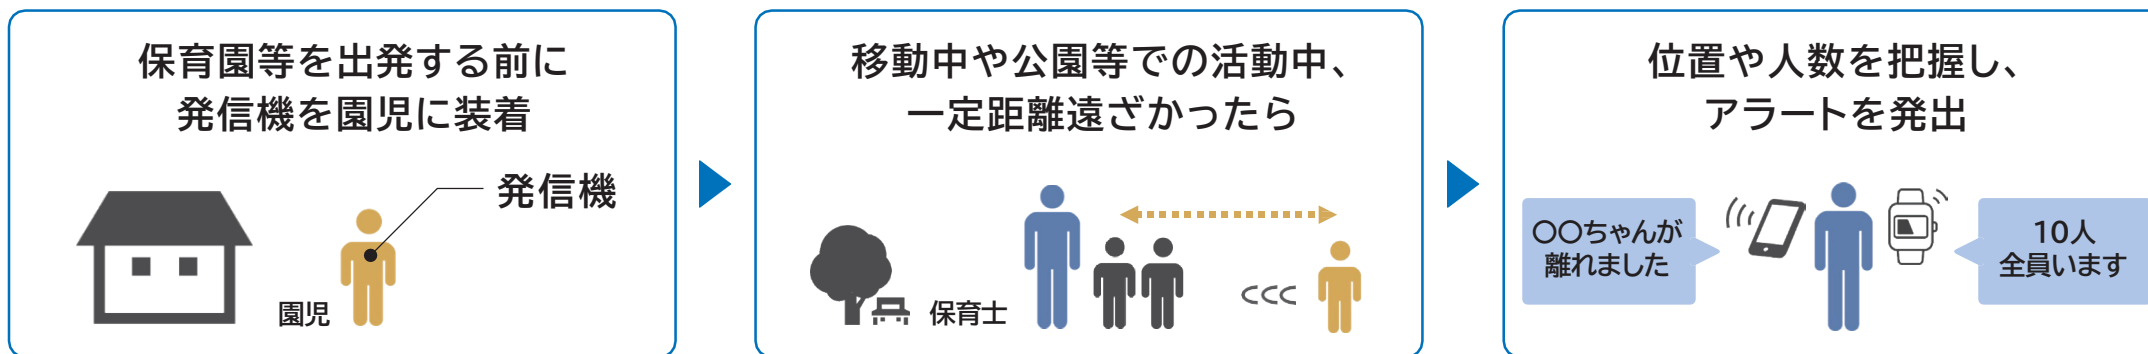 保育園等を出発する前に
発信機を園児に装着
発信機
園児
移動中や公園等での活動中、
一定距離遠ざかったら
保育士
位置や人数を把握し、
アラートを発出
〇〇ちゃんが
離れました
10人
全員います